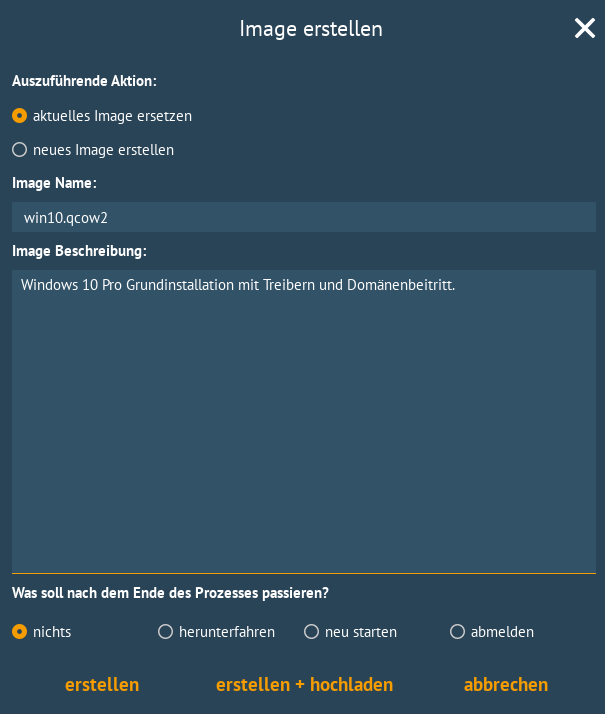 Image erstellen
Auszuführende Aktion:
aktuelles Image ersetzen
neues Image erstellen
Image Name:
win10.qcow2
Image Beschreibung:
Windows 10 Pro Grundinstallation mit Treibern und Domänenbeitritt.
Was soll nach dem Ende des Prozesses passieren?
nichts herunterfahren neu starten abmelden
erstellen erstellen + hochladen abbrechen